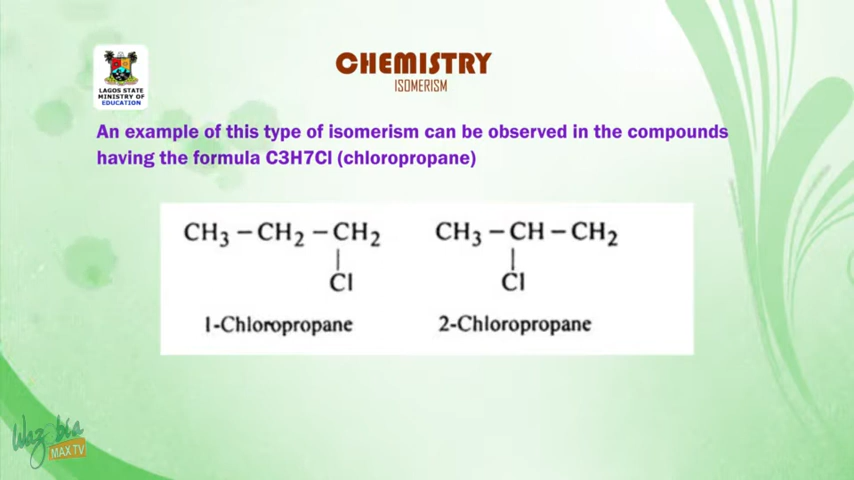 LAGOS STATE
MINISTRY OF
EDUCATION
CHEMISTRY
ISOMERISM
An example of this type of isomerism can be observed in the compounds
having the formula C3H7Cl (chloropropane)
CH₃ – CH₂ – CH₂
|
Cl
1-Chloropropane
CH₃ – CH – CH₂
|
Cl
2-Chloropropane
Wazobia
MAX TV